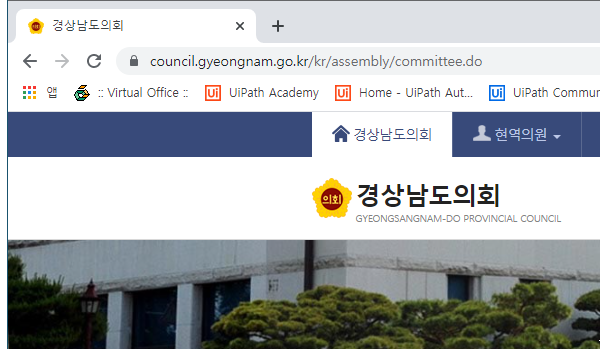 경상남도의회
council.gyeongnam.go.kr/kr/assembly/committee.do
앱 :: Virtual Office :: Ui UiPath Academy Ui Home - UiPath Aut... Ui UiPath Commun
경상남도의회 현역의원
의회 경상남도의회
GYEONGSANGNAM-DO PROVINCIAL COUNCIL